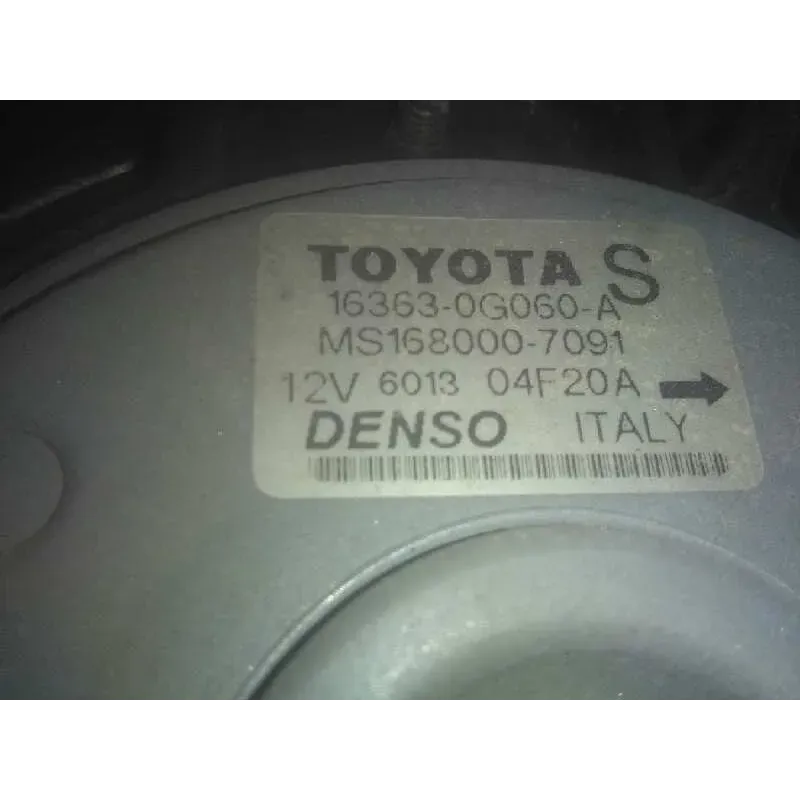 TOYOTA S
16363-0G060-A
MS168000-7091
12V 6013 04F20A
DENSO ITALY